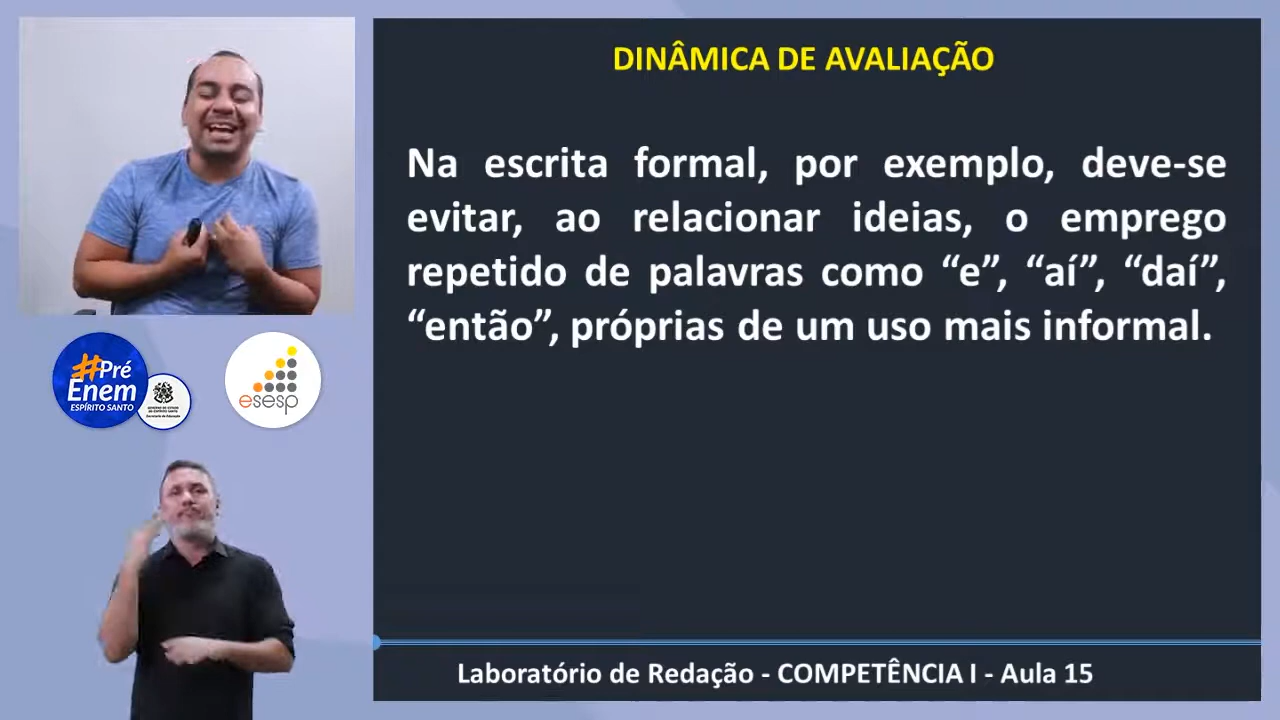 DINÂMICA DE AVALIAÇÃO
Na escrita formal, por exemplo, deve-se
evitar, ao relacionar ideias, o emprego
repetido de palavras como “e”, “aí”, “daí”,
“então”, próprias de um uso mais informal.
#Pré
Enem
ESPÍRITO SANTO
esesp
Laboratório de Redação - COMPETÊNCIA I - Aula 15